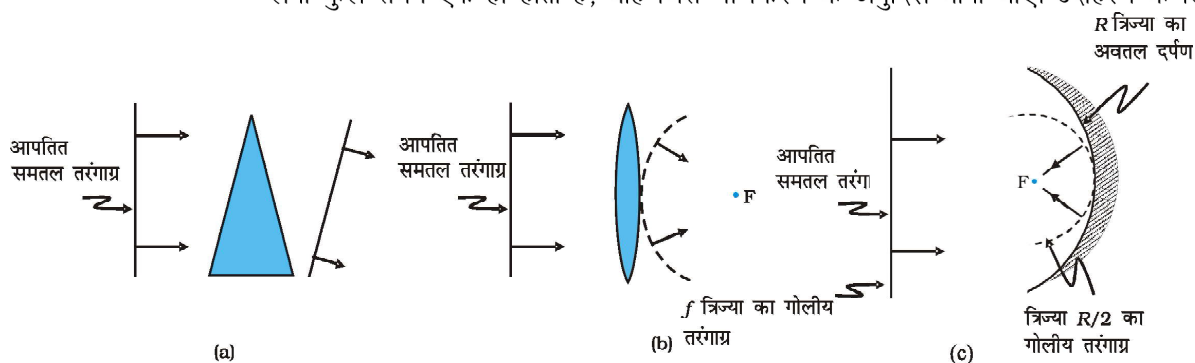 R त्रिज्या का
अवतल दर्पण
आपतित
समतल तरंगाग्र
आपतित
समतल तरंगाग्र
F
f त्रिज्या का गोलीय
तरंगाग्र
आपतित
समतल तरंगा
F
त्रिज्या R/2 का
गोलीय तरंगाग्र
(a)
(b)
(c)